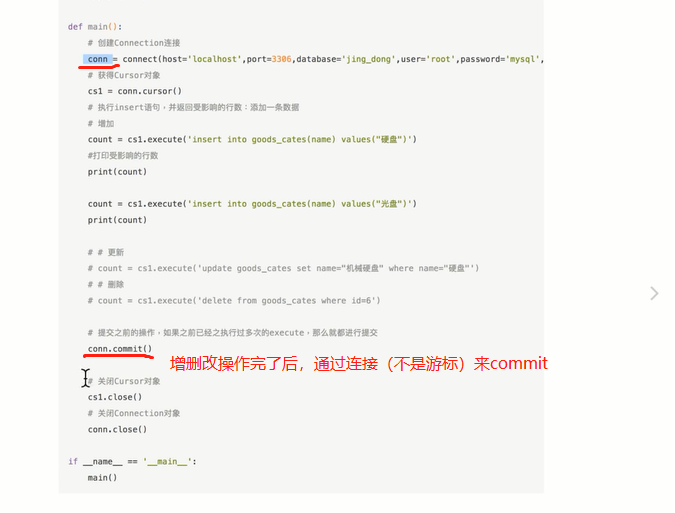 def main():
# 创建Connection连接
conn = connect(host='localhost',port=3306,database='jing_dong',user='root',password='mysql',
# 获得Cursor对象
cs1 = conn.cursor()
# 执行insert语句，并返回受影响的行数：添加一条数据
# 增加
count = cs1.execute('insert into goods_cates(name) values("硬盘")')
#打印受影响的行数
print(count)
count = cs1.execute('insert into goods_cates(name) values("光盘")')
print(count)
# # 更新
# count = cs1.execute('update goods_cates set name="机械硬盘" where name="硬盘"')
# # 删除
# count = cs1.execute('delete from goods_cates where id=6')
# 提交之前的操作，如果之前已经之执行过多次的execute，那么就都进行提交
conn.commit()
增删改操作完了后，通过连接（不是游标）来commit
# 关闭Cursor对象
cs1.close()
# 关闭Connection对象
conn.close()
if __name__ == '__main__':
main()